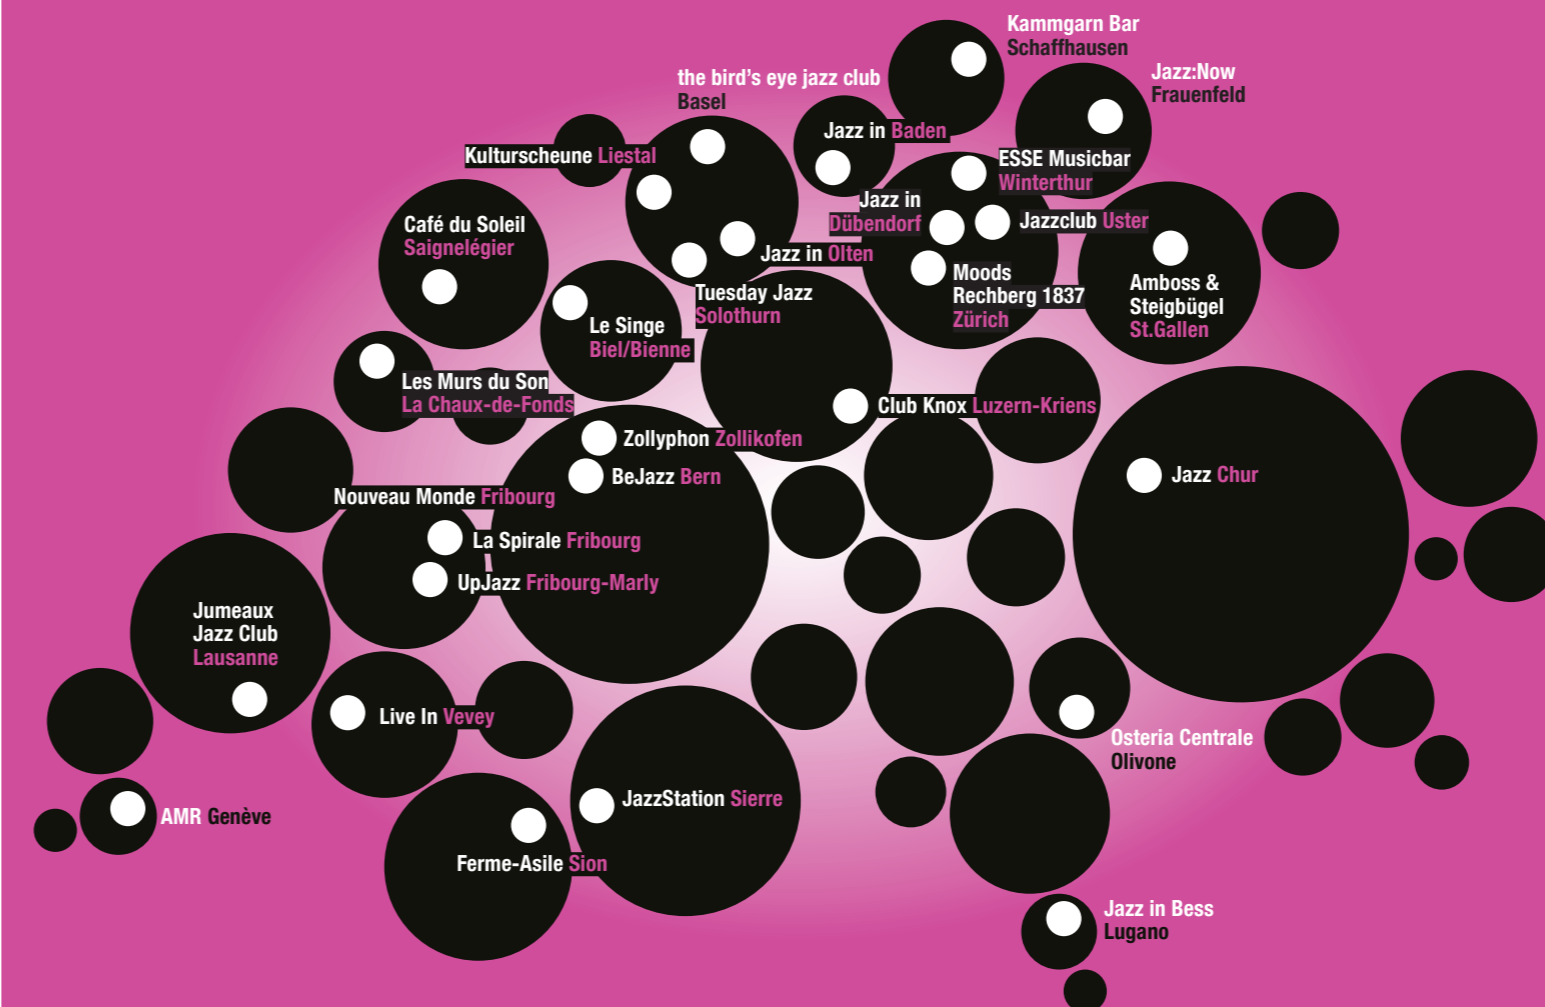 Kammgarn Bar
Schaffhausen
the bird's eye jazz club
Basel
Jazz:Now
Frauenfeld
Jazz in Baden
Kulturscheune Liestal
ESSE Musicbar
Winterthur
Jazz in
Dübendorf
Jazzclub Uster
Café du Soleil
Saignelégier
Jazz in Olten
Moods
Rechberg 1837
Zürich
Amboss &
Steigbügel
St.Gallen
Tuesday Jazz
Solothurn
Le Singe
Biel/Bienne
Les Murs du Son
La Chaux-de-Fonds
Club Knox Luzern-Kriens
Zollyphon Zollikofen
BeJazz Bern
Jazz Chur
Nouveau Monde Fribourg
La Spirale Fribourg
UpJazz Fribourg-Marly
Jumeaux
Jazz Club
Lausanne
Live In Vevey
Osteria Centrale
Olivone
JazzStation Sierre
AMR Genève
Ferme-Asile Sion
Jazz in Bess
Lugano